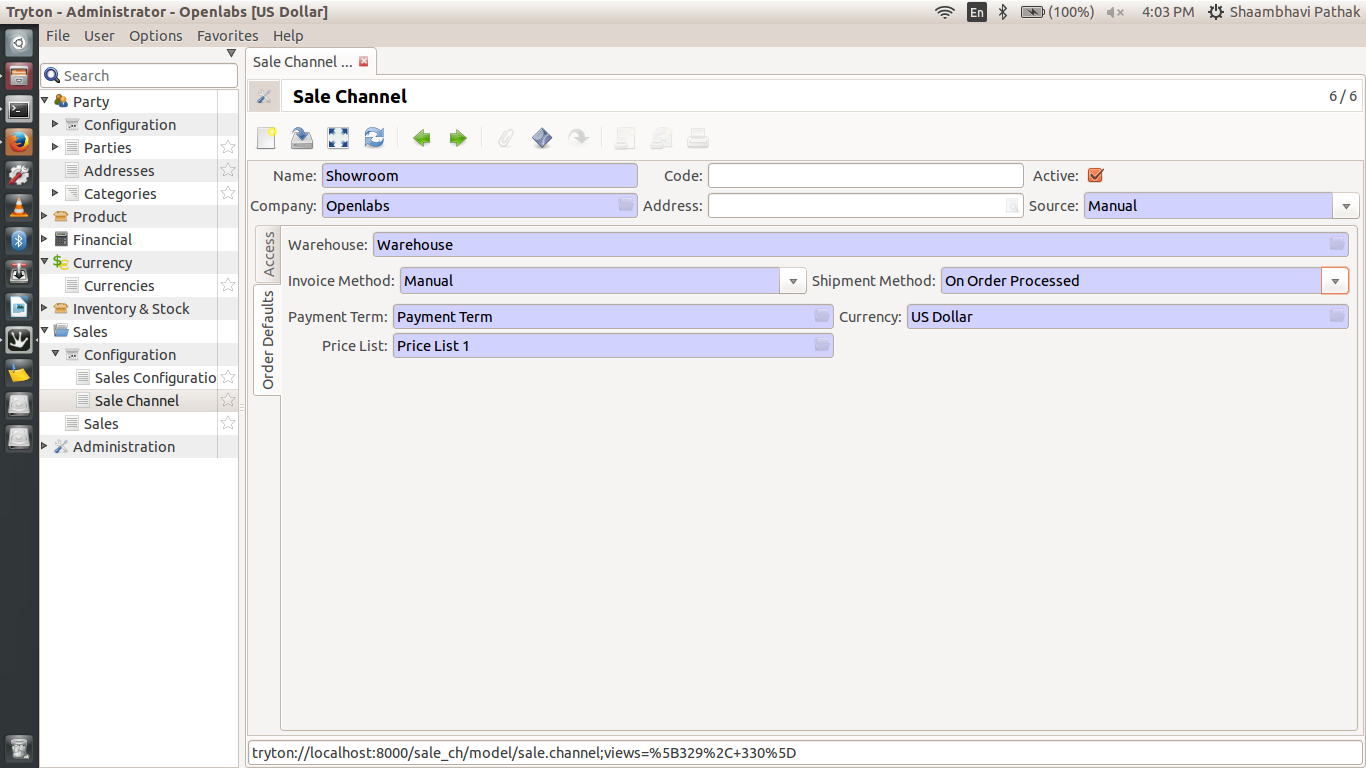 Tryton - Administrator - Openlabs [US Dollar]
En
(100%)
4:03 PM
Shaambhavi Pathak
File User Options Favorites Help
Search
Party
Configuration
Parties
Addresses
Categories
Product
Financial
Currency
Currencies
Inventory & Stock
Sales
Configuration
Sales Configuratio
Sale Channel
Sales
Administration
Sale Channel ...
Sale Channel
6 / 6
Name: Showroom Code: Active:
Company: Openlabs Address: Source: Manual
Access
Order Defaults
Warehouse: Warehouse
Invoice Method: Manual Shipment Method: On Order Processed
Payment Term: Payment Term Currency: US Dollar
Price List: Price List 1
tryton://localhost:8000/sale_ch/model/sale.channel;views=%5B329%2C+330%5D